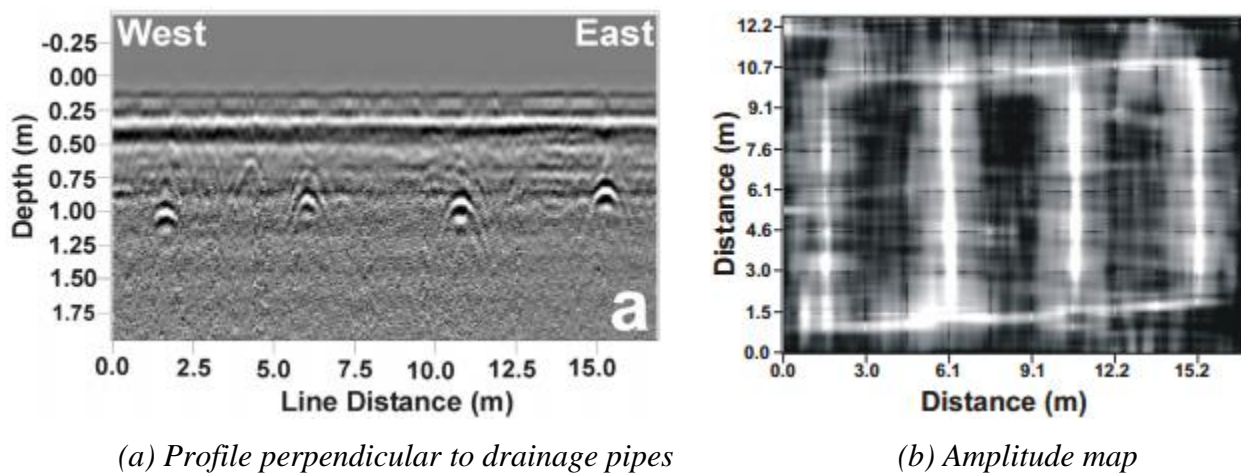 West
East
-0.25
0.00
0.25
0.50
0.75
1.00
1.25
1.50
1.75
Depth (m)
a
0.0 2.5 5.0 7.5 10.0 12.5 15.0
Line Distance (m)
12.2
10.7
9.1
7.6
6.1
4.6
3.0
1.5
0.0
Distance (m)
0.0 3.0 6.1 9.1 12.2 15.2
Distance (m)
(a) Profile perpendicular to drainage pipes
(b) Amplitude map